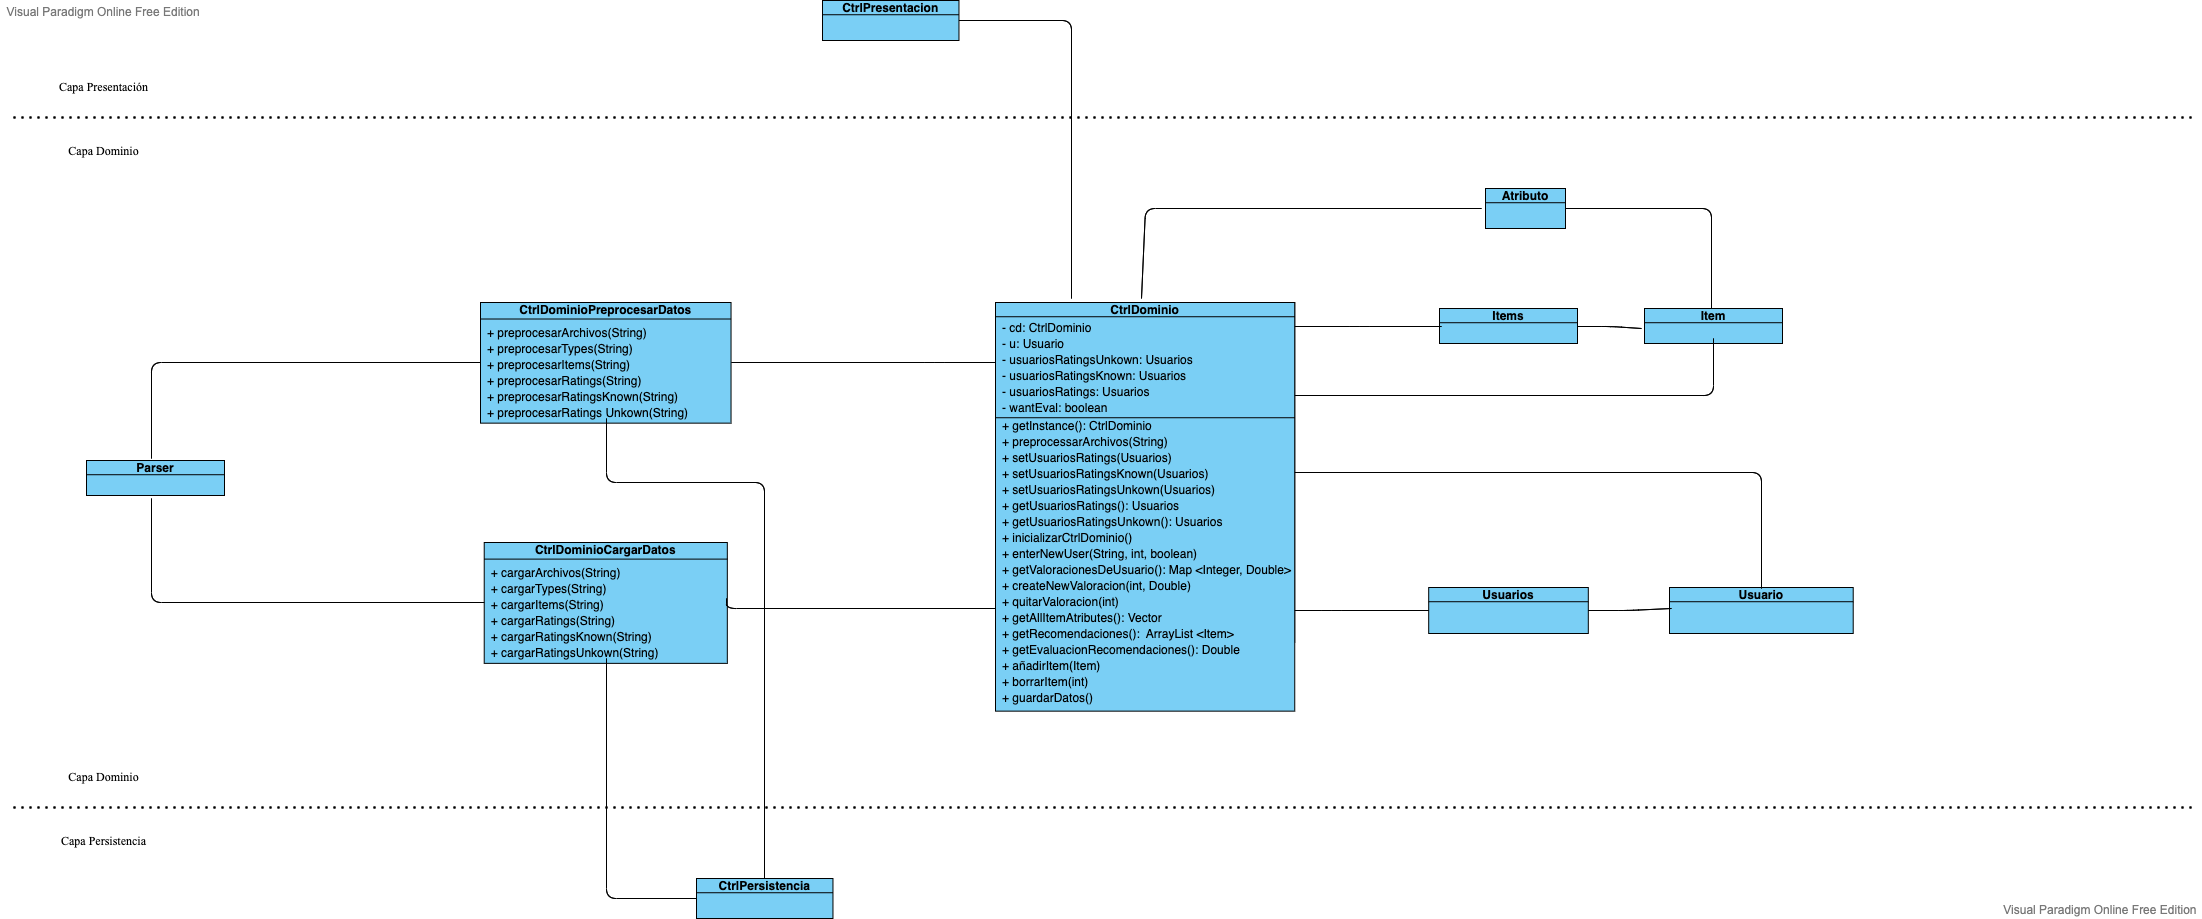 Visual Paradigm Online Free Edition
CtrlPresentacion
Capa Presentación
Capa Dominio
Atributo
CtrlDominioPreprocesarDatos
+ preprocesarArchivos(String)
+ preprocesarTypes(String)
+ preprocesarItems(String)
+ preprocesarRatings(String)
+ preprocesarRatingsKnown(String)
+ preprocesarRatings Unkown(String)
CtrlDominio
- cd: CtrlDominio
- u: Usuario
- usuariosRatingsUnkown: Usuarios
- usuariosRatingsKnown: Usuarios
- usuariosRatings: Usuarios
- wantEval: boolean
+ getInstance(): CtrlDominio
+ preprocessarArchivos(String)
+ setUsuariosRatings(Usuarios)
+ setUsuariosRatingsKnown(Usuarios)
+ setUsuariosRatingsUnkown(Usuarios)
+ getUsuariosRatings(): Usuarios
+ getUsuariosRatingsUnkown(): Usuarios
+ inicializarCtrlDominio()
+ enterNewUser(String, int, boolean)
+ getValoracionesDeUsuario(): Map <Integer, Double>
+ createNewValoracion(int, Double)
+ quitarValoracion(int)
+ getAllItemAtributes(): Vector
+ getRecomendaciones():  ArrayList <Item>
+ getEvaluacionRecomendaciones(): Double
+ añadirItem(Item)
+ borrarItem(int)
+ guardarDatos()
Items
Item
Parser
CtrlDominioCargarDatos
+ cargarArchivos(String)
+ cargarTypes(String)
+ cargarItems(String)
+ cargarRatings(String)
+ cargarRatingsKnown(String)
+ cargarRatingsUnkown(String)
Usuarios
Usuario
Capa Dominio
Capa Persistencia
CtrlPersistencia
Visual Paradigm Online Free Edition